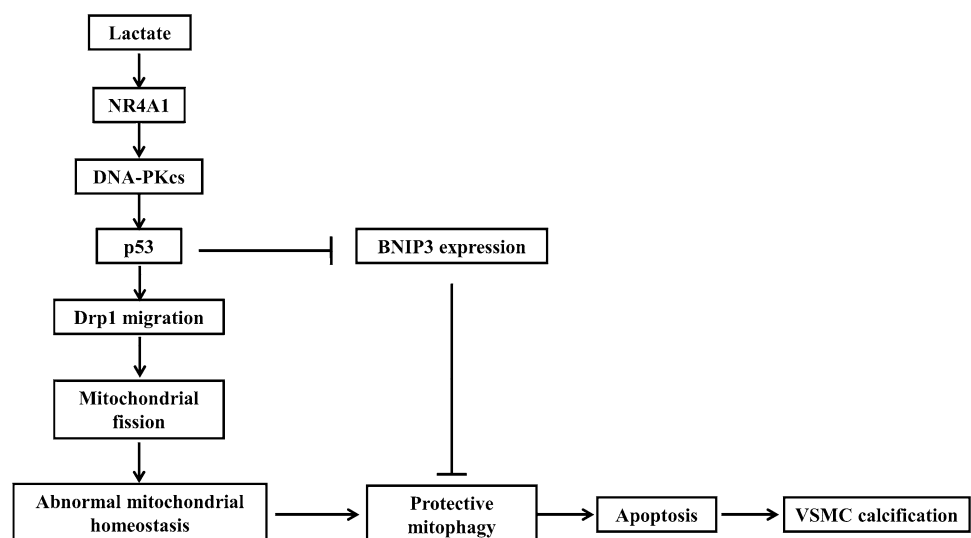 Lactate
NR4A1
DNA-PKcs
p53
BNIP3 expression
Drp1 migration
Mitochondrial
fission
Abnormal mitochondrial
homeostasis
Protective
mitophagy
Apoptosis
VSMC calcification